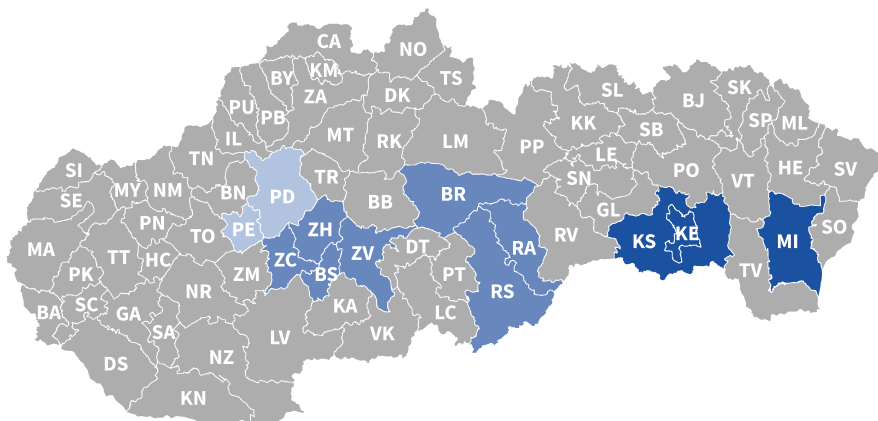 CA
NO
BY
KM
TS
ZA
DK
PU
PB
SL
BJ
SK
SP
ML
KK
SB
IL
MT
RK
LM
PP
LE
TN
PO
HE
SV
SI
MY
NM
BN
PD
TR
SN
VT
SE
BB
BR
GL
PN
TO
PE
ZH
RV
KS
KE
MI
SO
MA
TT
HC
ZC
BS
ZV
DT
RA
PK
ZM
PT
TV
NR
RS
BA
SC
GA
SA
KA
LC
LV
VK
DS
NZ
KN